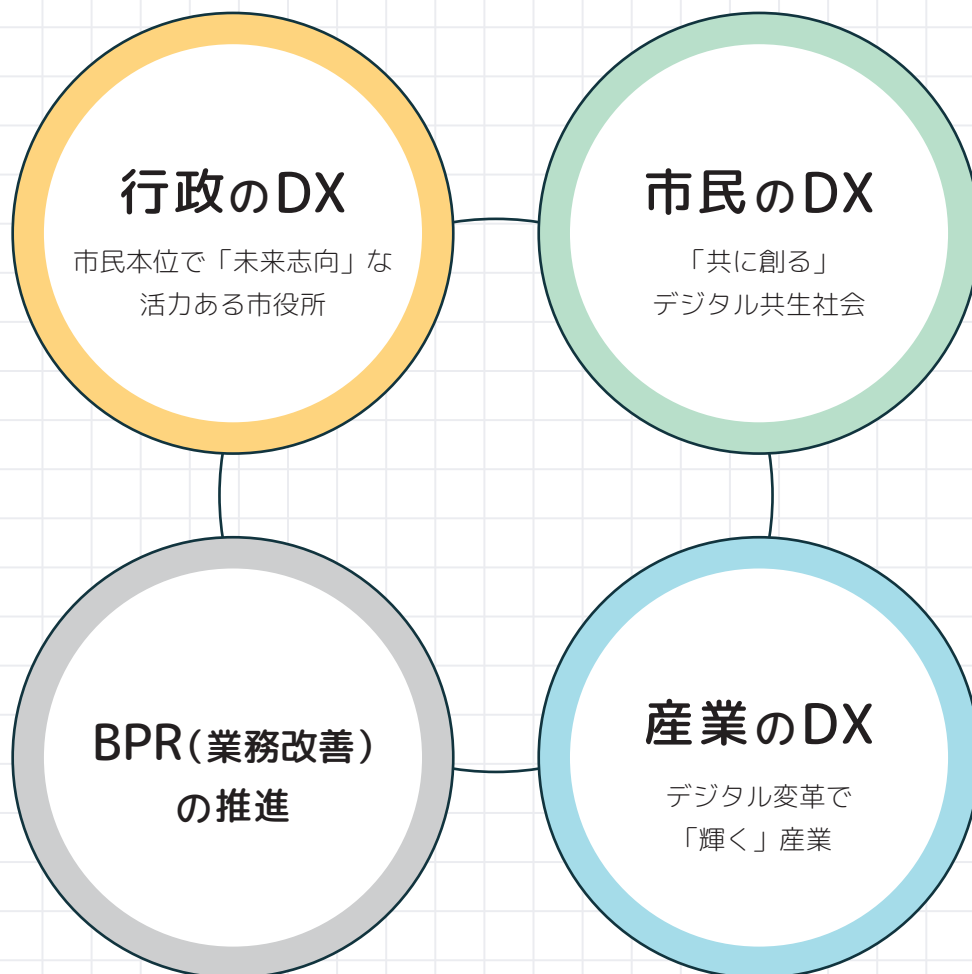 行政のDX
市民本位で「未来志向」な
活力ある市役所
市民のDX
「共に創る」
デジタル共生社会
BPR(業務改善)
の推進
産業のDX
デジタル変革で
「輝く」産業